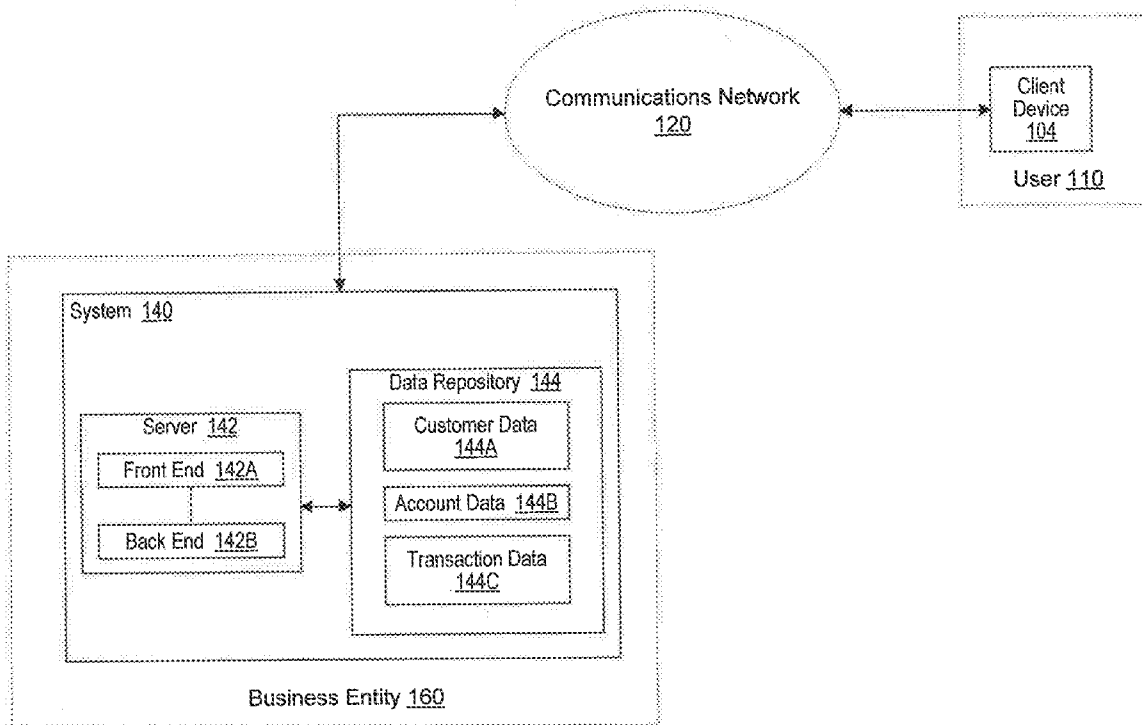 Communications Network
120
Client
Device
104
User 110
System 140
Data Repository 144
Server 142
Customer Data
144A
Front End 142A
Account Data 144B
Back End 142B
Transaction Data
144C
Business Entity 160